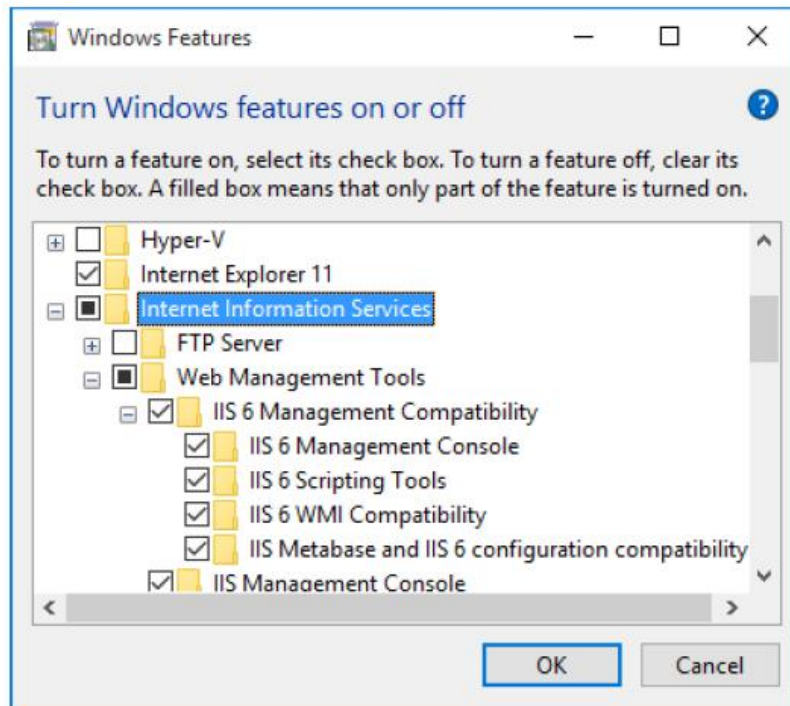 Windows Features
Turn Windows features on or off
?
To turn a feature on, select its check box. To turn a feature off, clear its
check box. A filled box means that only part of the feature is turned on.
Hyper-V
Internet Explorer 11
Internet Information Services
FTP Server
Web Management Tools
IIS 6 Management Compatibility
IIS 6 Management Console
IIS 6 Scripting Tools
IIS 6 WMI Compatibility
IIS Metabase and IIS 6 configuration compatibility
IIS Management Console
OK Cancel